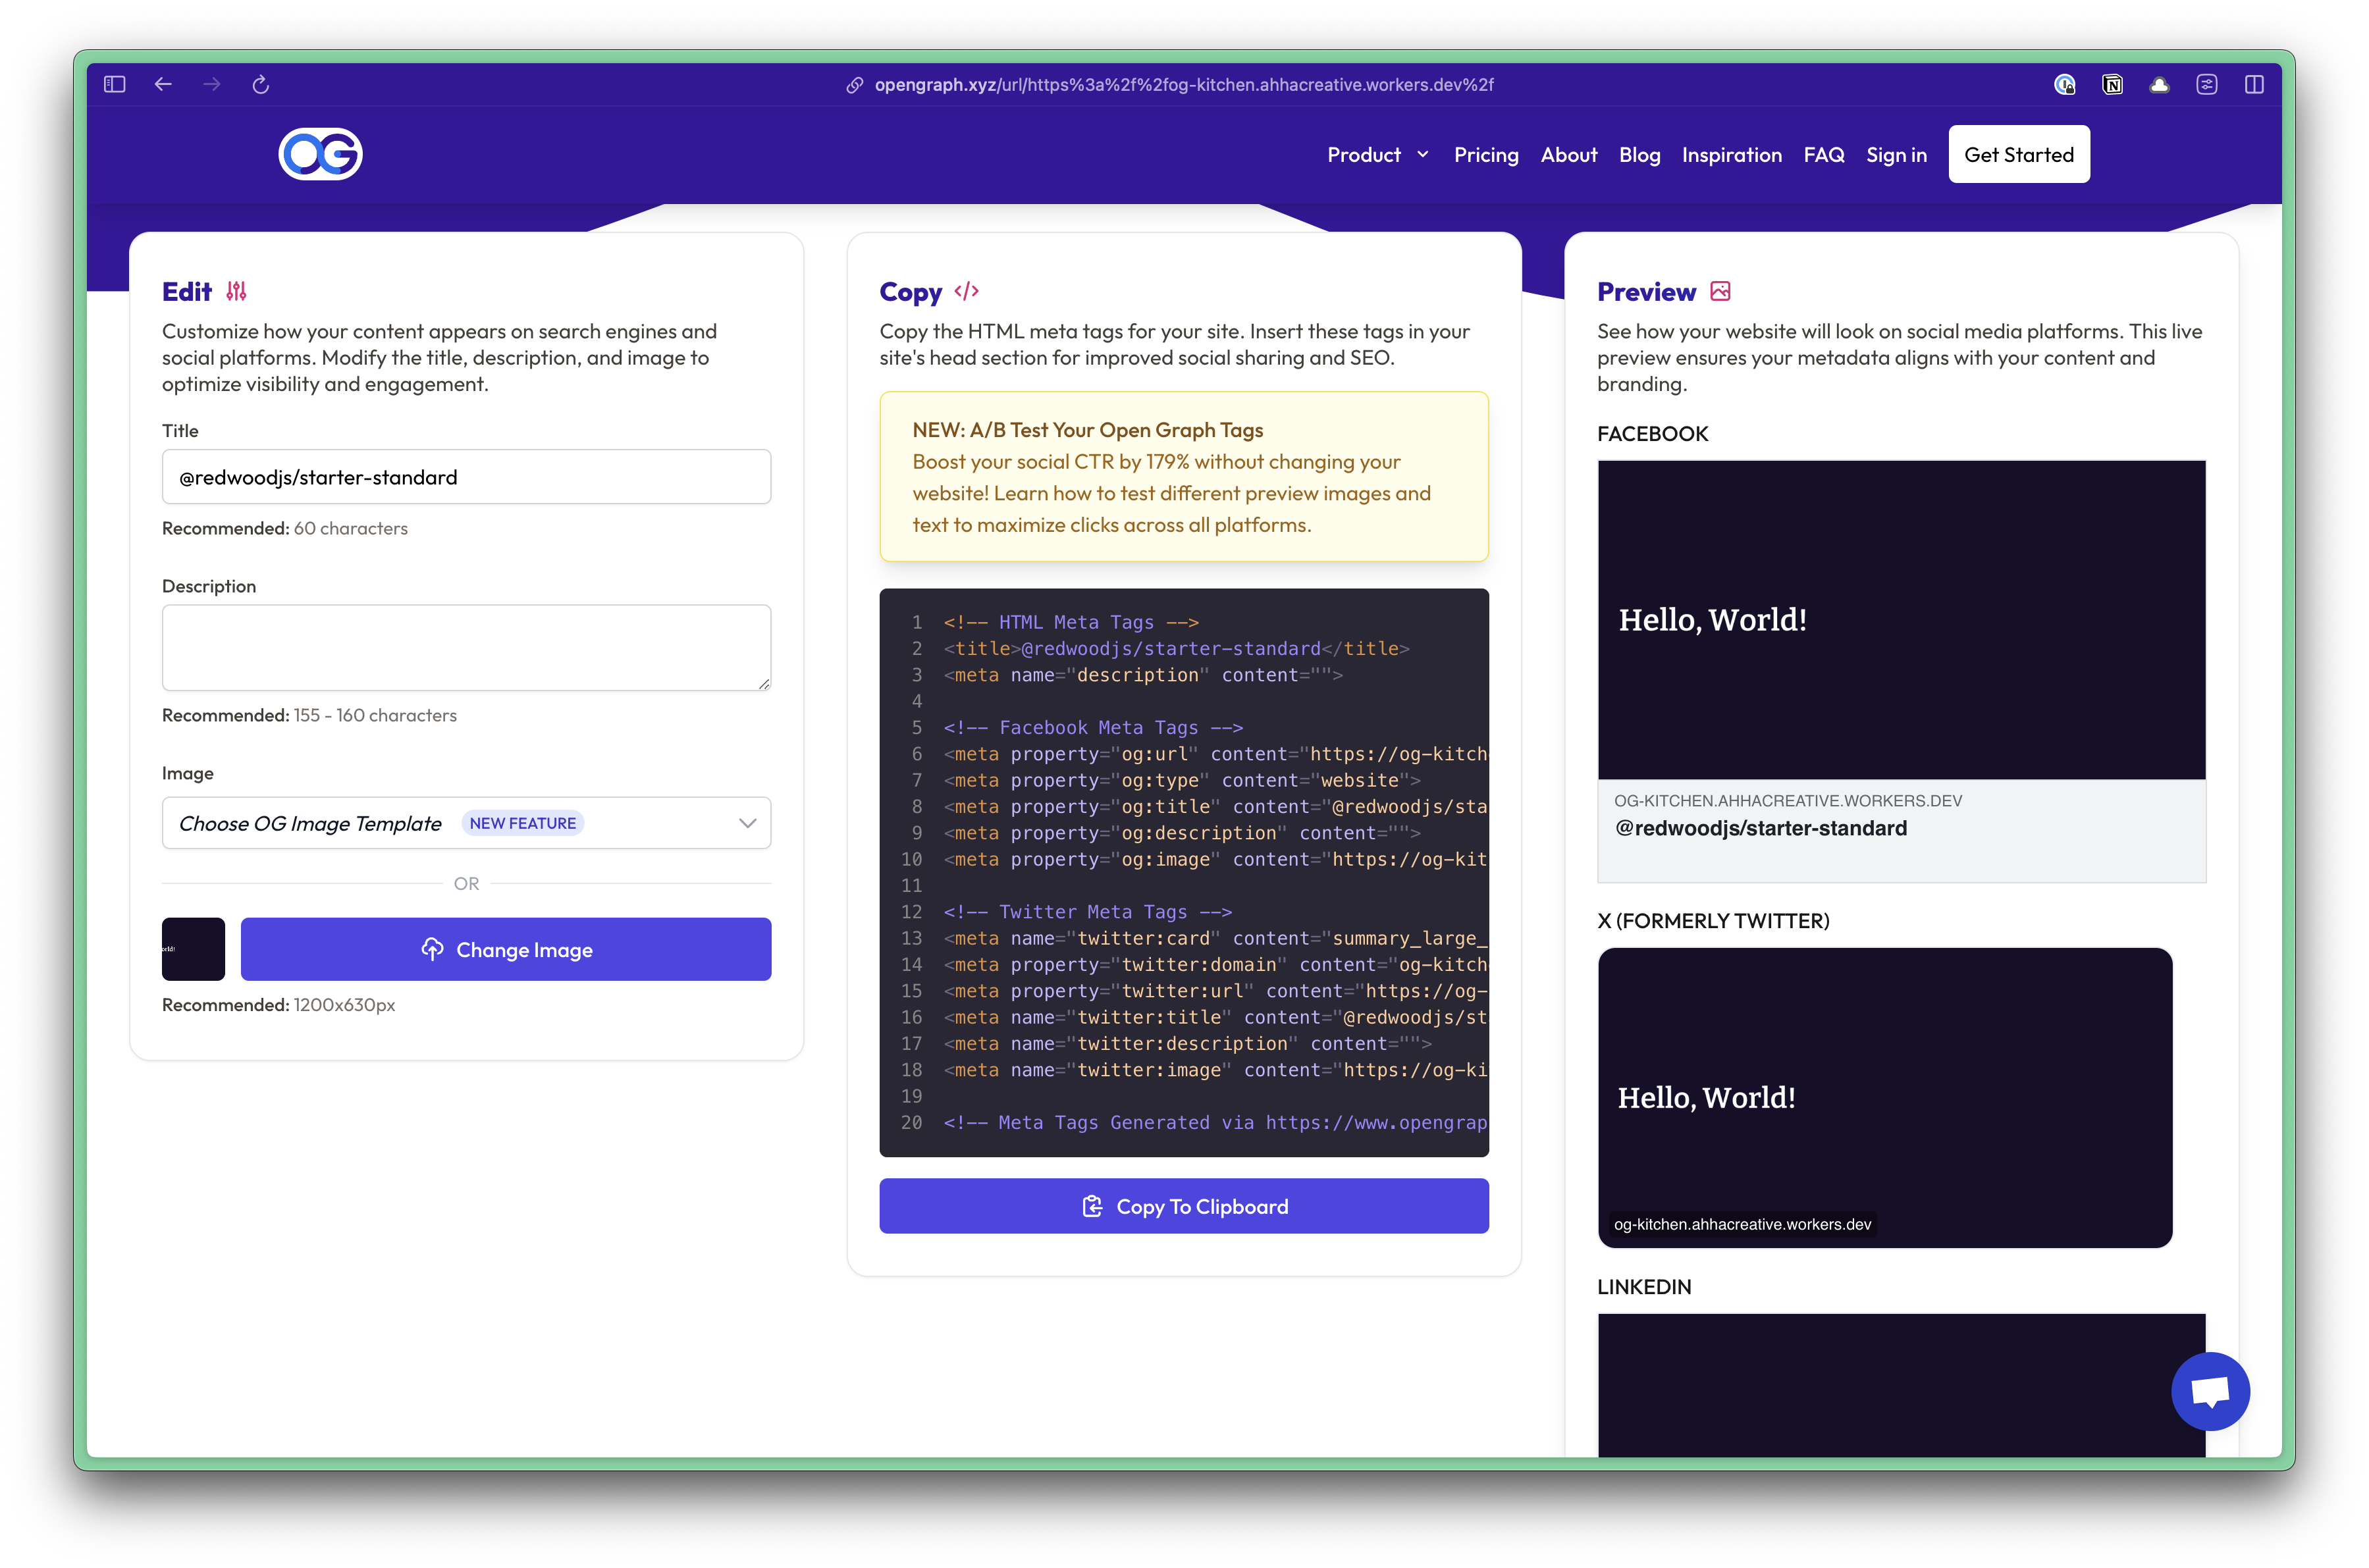 opengraph.xyz/url/https%3a%2f%2fog-kitchen.ahhacreative.workers.dev%2f
OG
Product
Pricing
About
Blog
Inspiration
FAQ
Sign in
Get Started
Edit
Customize how your content appears on search engines and
social platforms. Modify the title, description, and image to
optimize visibility and engagement.
Title
@redwoodjs/starter-standard
Recommended: 60 characters
Description
Recommended: 155 - 160 characters
Image
Choose OG Image Template NEW FEATURE
OR
orld!
Change Image
Recommended: 1200x630px
Copy </>
Copy the HTML meta tags for your site. Insert these tags in your
site's head section for improved social sharing and SEO.
NEW: A/B Test Your Open Graph Tags
Boost your social CTR by 179% without changing your
website! Learn how to test different preview images and
text to maximize clicks across all platforms.
1 <!-- HTML Meta Tags -->
2 <title>@redwoodjs/starter-standard</title>
3 <meta name="description" content="">
4
5 <!-- Facebook Meta Tags -->
6 <meta property="og:url" content="https://og-kitch
7 <meta property="og:type" content="website">
8 <meta property="og:title" content="@redwoodjs/sta
9 <meta property="og:description" content="">
10 <meta property="og:image" content="https://og-kit
11
12 <!-- Twitter Meta Tags -->
13 <meta name="twitter:card" content="summary_large_
14 <meta property="twitter:domain" content="og-kitch
15 <meta property="twitter:url" content="https://og-
16 <meta name="twitter:title" content="@redwoodjs/st
17 <meta name="twitter:description" content="">
18 <meta name="twitter:image" content="https://og-ki
19
20 <!-- Meta Tags Generated via https://www.opengrap
Copy To Clipboard
Preview
See how your website will look on social media platforms. This live
preview ensures your metadata aligns with your content and
branding.
FACEBOOK
Hello, World!
OG-KITCHEN.AHHACREATIVE.WORKERS.DEV
@redwoodjs/starter-standard
X (FORMERLY TWITTER)
Hello, World!
og-kitchen.ahhacreative.workers.dev
LINKEDIN